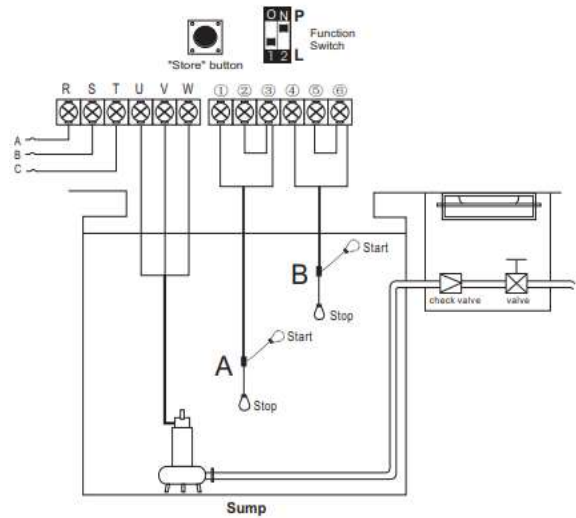 ON P
Function
Switch
1 2 L
"Store" button
R S T U V W ① ② ③ ④ ⑤ ⑥
A
B
C
Start
B
Stop
check valve valve
Start
A
Stop
Sump